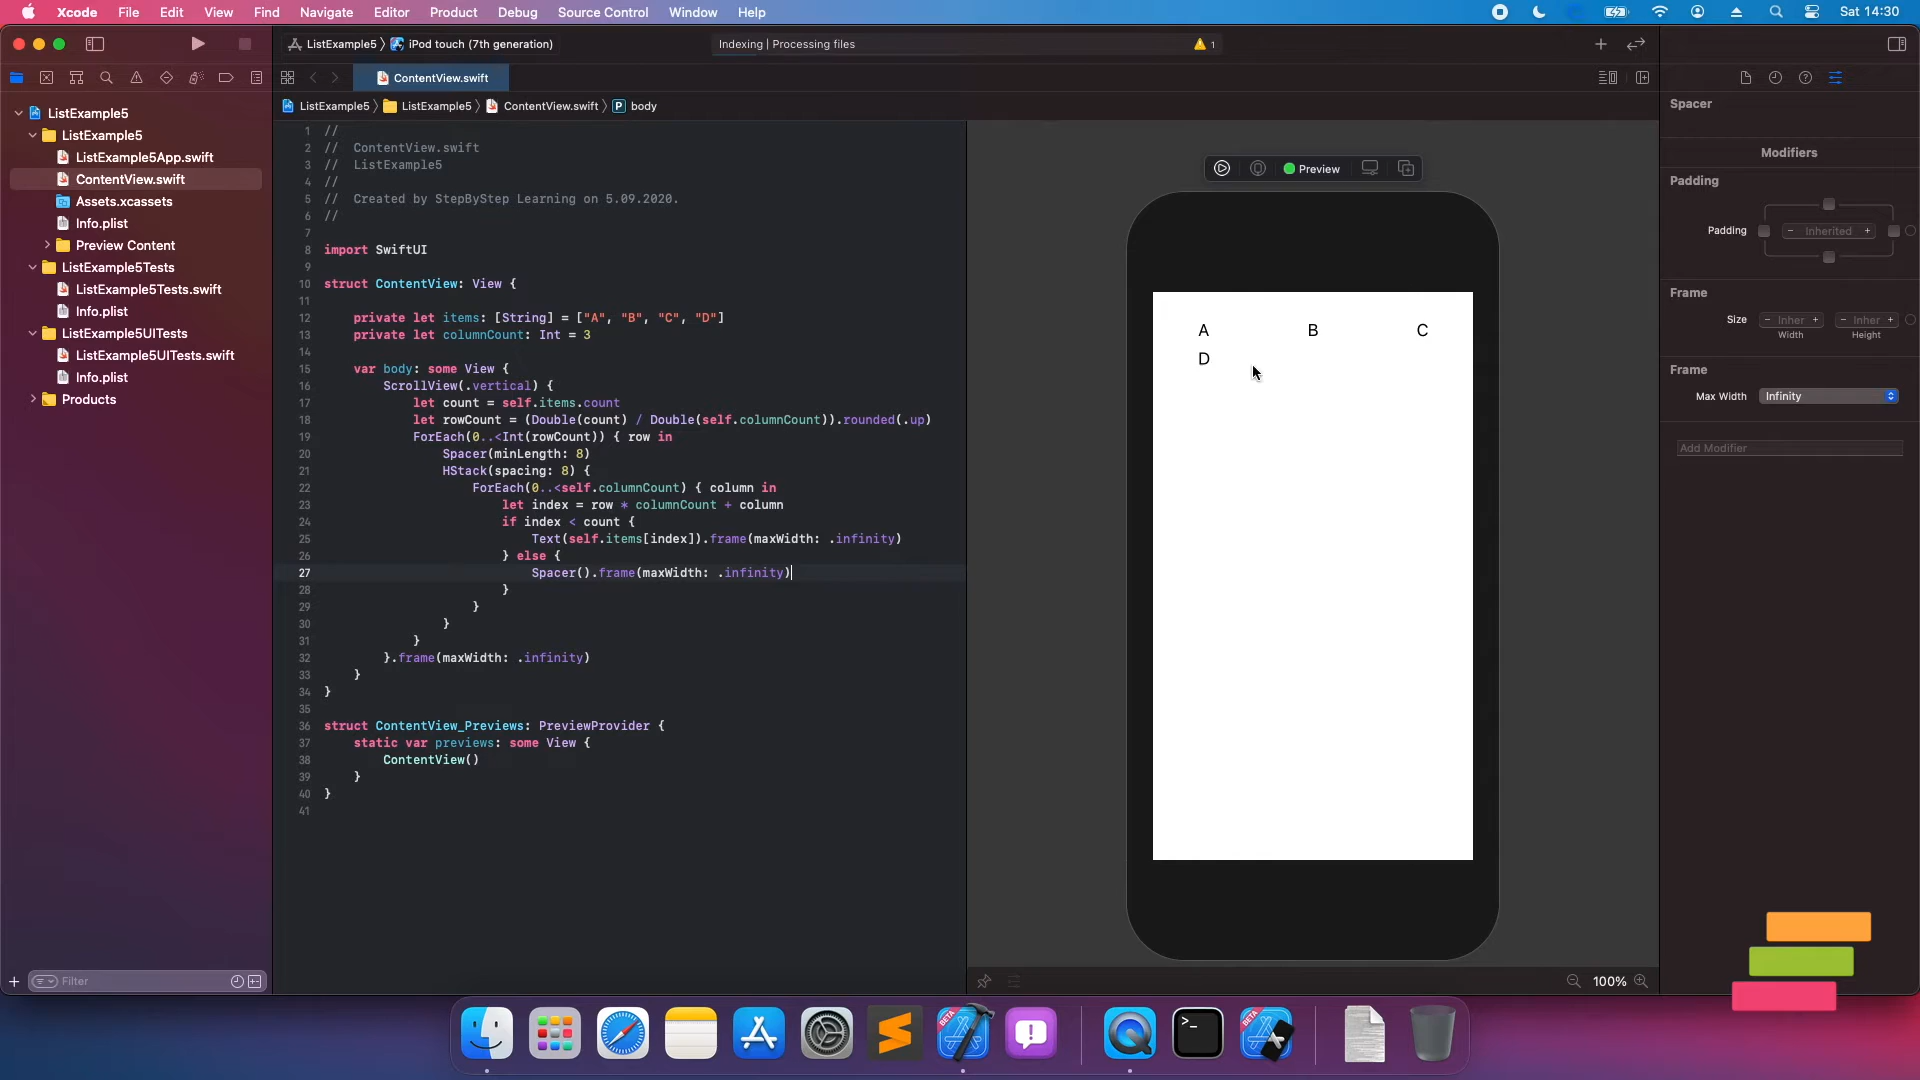 Xcode File Edit View Find Navigate Editor Product Debug Source Control Window Help Sat 14:30
ListExample5 iPod touch (7th generation) Indexing | Processing files 1
ContentView.swift
ListExample5 ListExample5 ContentView.swift P body
ListExample5
ListExample5
ListExample5App.swift
ContentView.swift
Assets.xcassets
Info.plist
Preview Content
ListExample5Tests
ListExample5Tests.swift
Info.plist
ListExample5UITests
ListExample5UITests.swift
Info.plist
Products
Filter
1 //
2 // ContentView.swift
3 // ListExample5
4 //
5 // Created by StepByStep Learning on 5.09.2020.
6 //
7
8 import SwiftUI
9
10 struct ContentView: View {
11
12 private let items: [String] = ["A", "B", "C", "D"]
13 private let columnCount: Int = 3
14
15 var body: some View {
16 ScrollView(.vertical) {
17 let count = self.items.count
18 let rowCount = (Double(count) / Double(self.columnCount)).rounded(.up)
19 ForEach(0..<Int(rowCount)) { row in
20 Spacer(minLength: 8)
21 HStack(spacing: 8) {
22 ForEach(0..<self.columnCount) { column in
23 let index = row * columnCount + column
24 if index < count {
25 Text(self.items[index]).frame(maxWidth: .infinity)
26 } else {
27 Spacer().frame(maxWidth: .infinity)
28 }
29 }
30 }
31 }
32 }.frame(maxWidth: .infinity)
33 }
34 }
35
36 struct ContentView_Previews: PreviewProvider {
37 static var previews: some View {
38 ContentView()
39 }
40 }
41
Preview
A B C
D
100%
Spacer
Modifiers
Padding
Padding - Inherited +
Frame
Size - Inher + - Inher +
Width Height
Frame
Max Width Infinity
Add Modifier
BETA
BETA